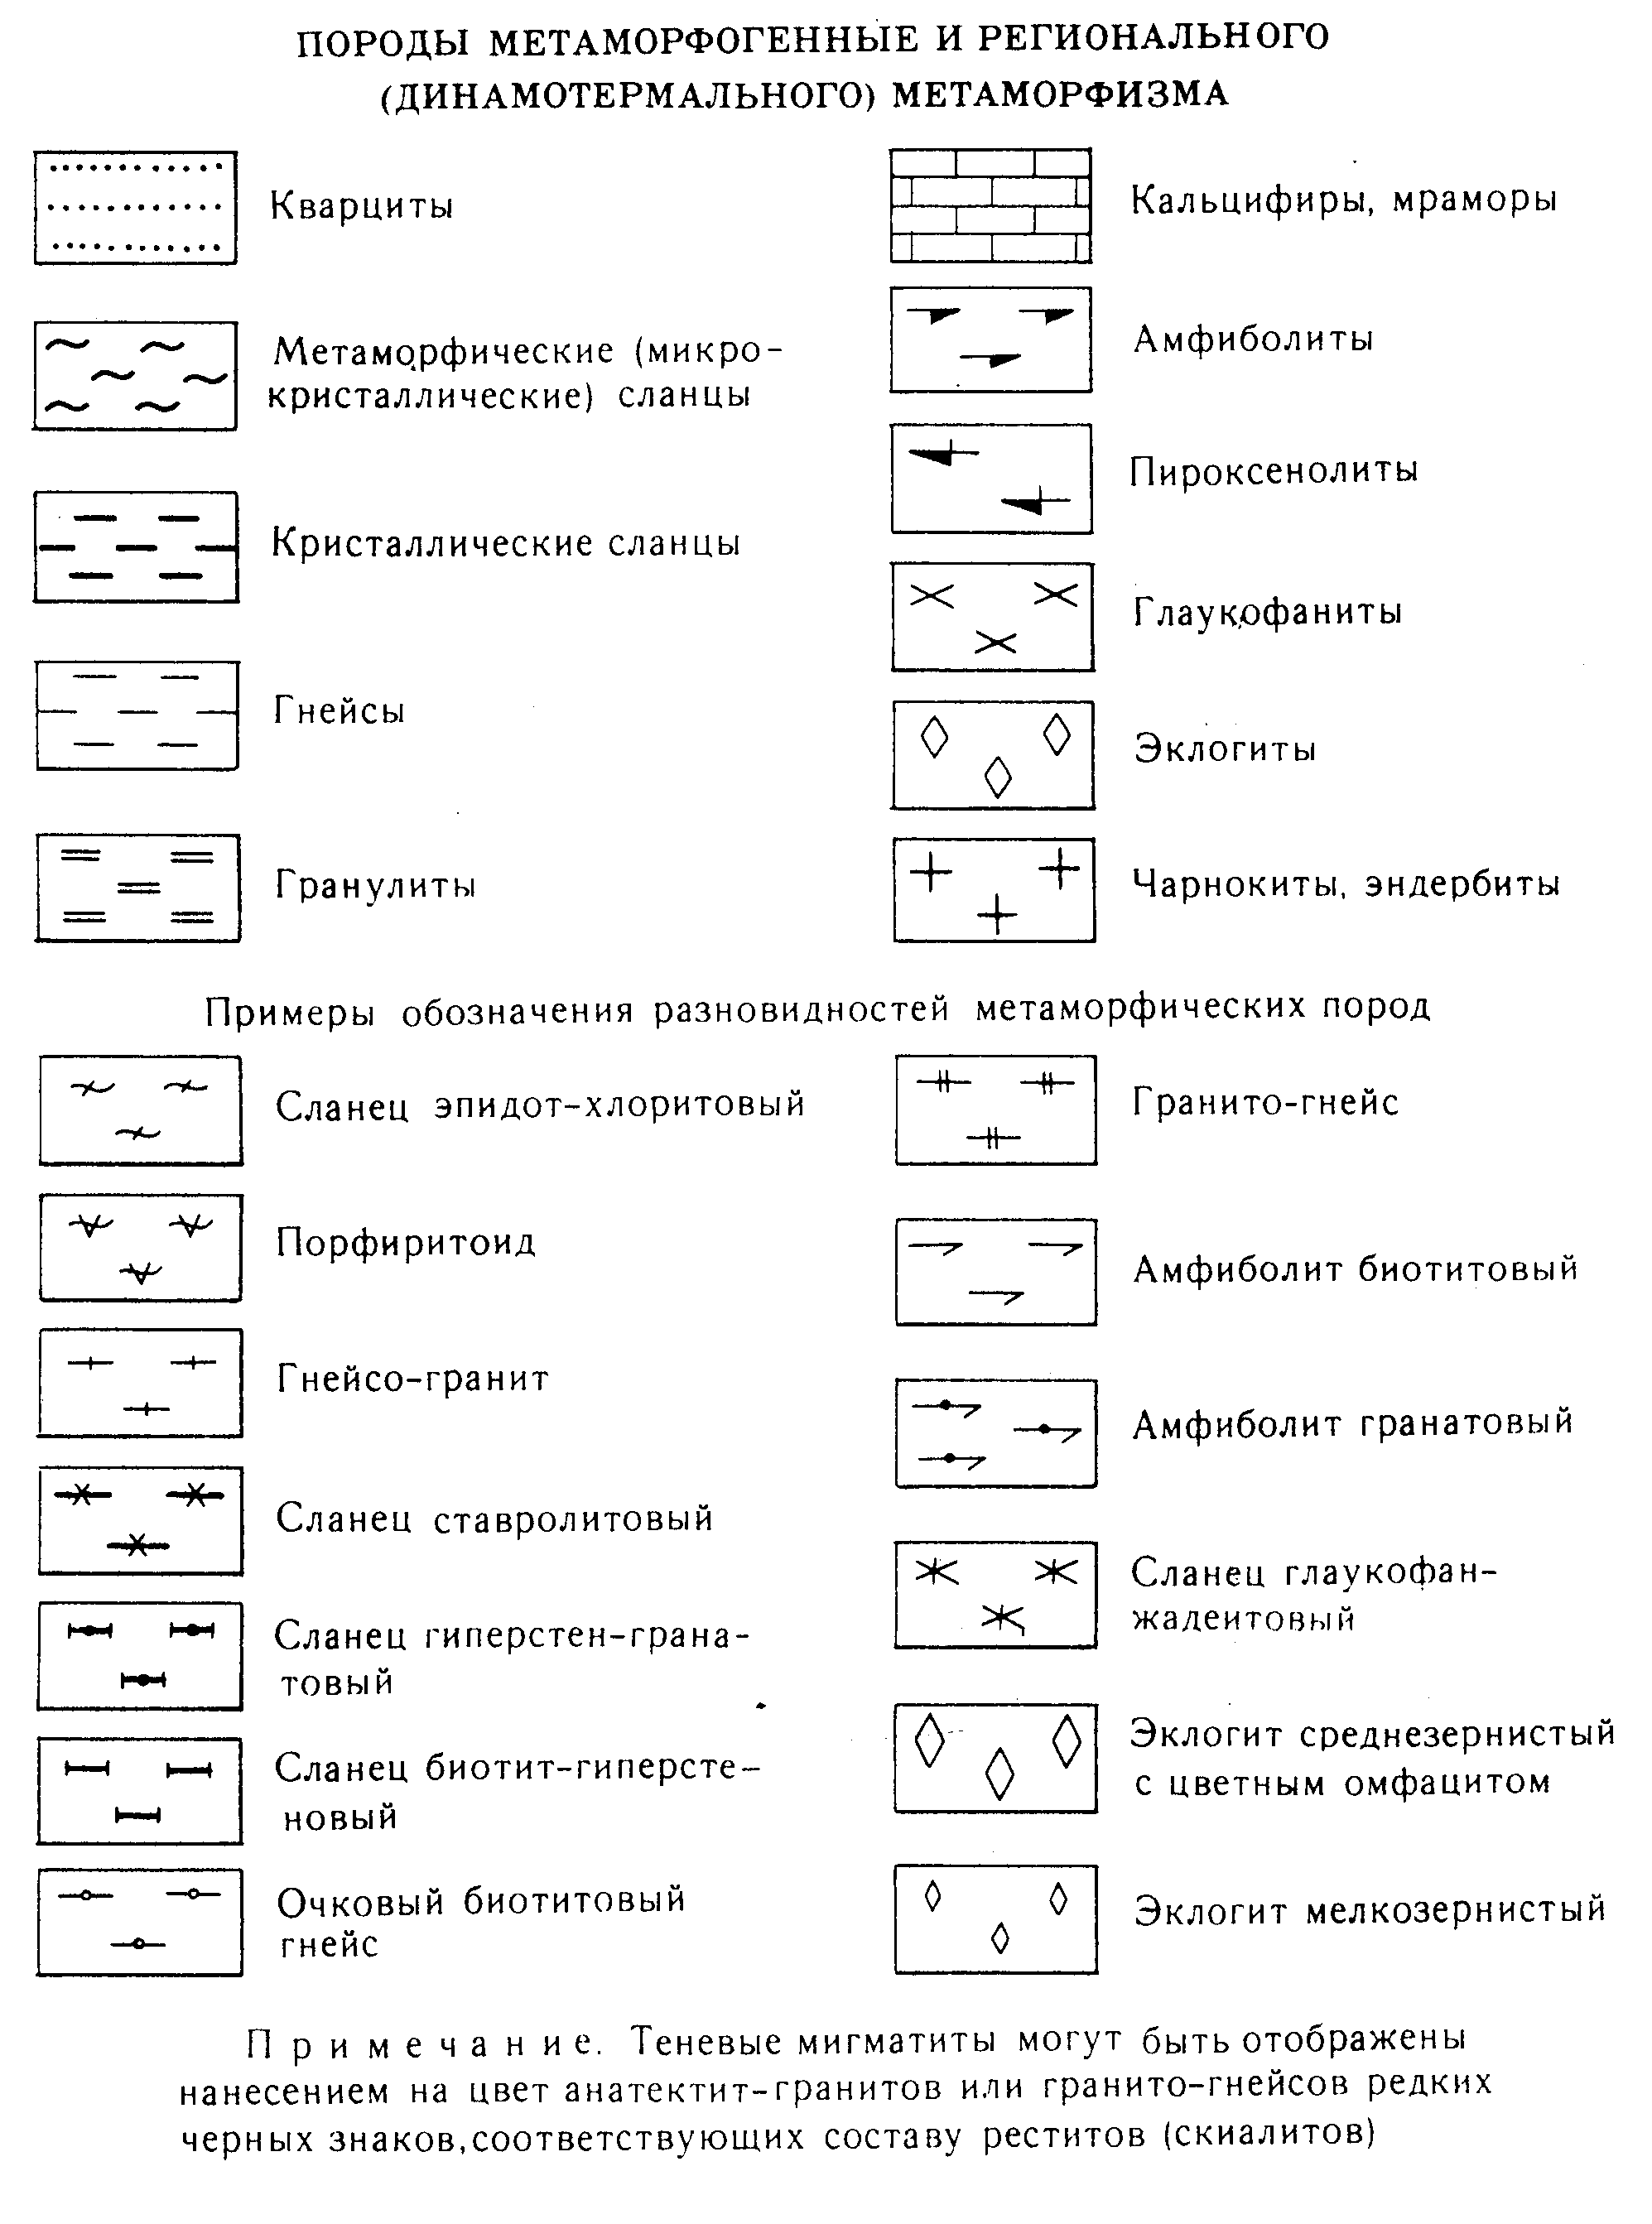 ПОРОДЫ МЕТАМОРФОГЕННЫЕ И РЕГИОНАЛЬНОГО
(ДИНАМОТЕРМАЛЬНОГО) МЕТАМОРФИЗМА
Кварциты
Метаморфические (микро-
кристаллические) сланцы
Кристаллические сланцы
Гнейсы
Гранулиты
Кальцифиры, мраморы
Амфиболиты
Пироксенолиты
Глаукофаниты
Эклогиты
Чарнокиты, эндербиты
Примеры обозначения разновидностей метаморфических пород
Сланец эпидот-хлоритовый
Порфиритоид
Гнейсо-гранит
Сланец ставролитовый
Сланец гиперстен-грана-
товый
Сланец биотит-гиперсте-
новый
Очковый биотитовый
гнейс
Гранито-гнейс
Амфиболит биотитовый
Амфиболит гранатовый
Сланец глаукофан-
жадеитовый
Эклогит среднезернистый
с цветным омфацитом
Эклогит мелкозернистый
Примечание. Теневые мигматиты могут быть отображены
нанесением на цвет анатектит-гранитов или гранито-гнейсов редких
черных знаков,соответствующих составу реститов (скиалитов)